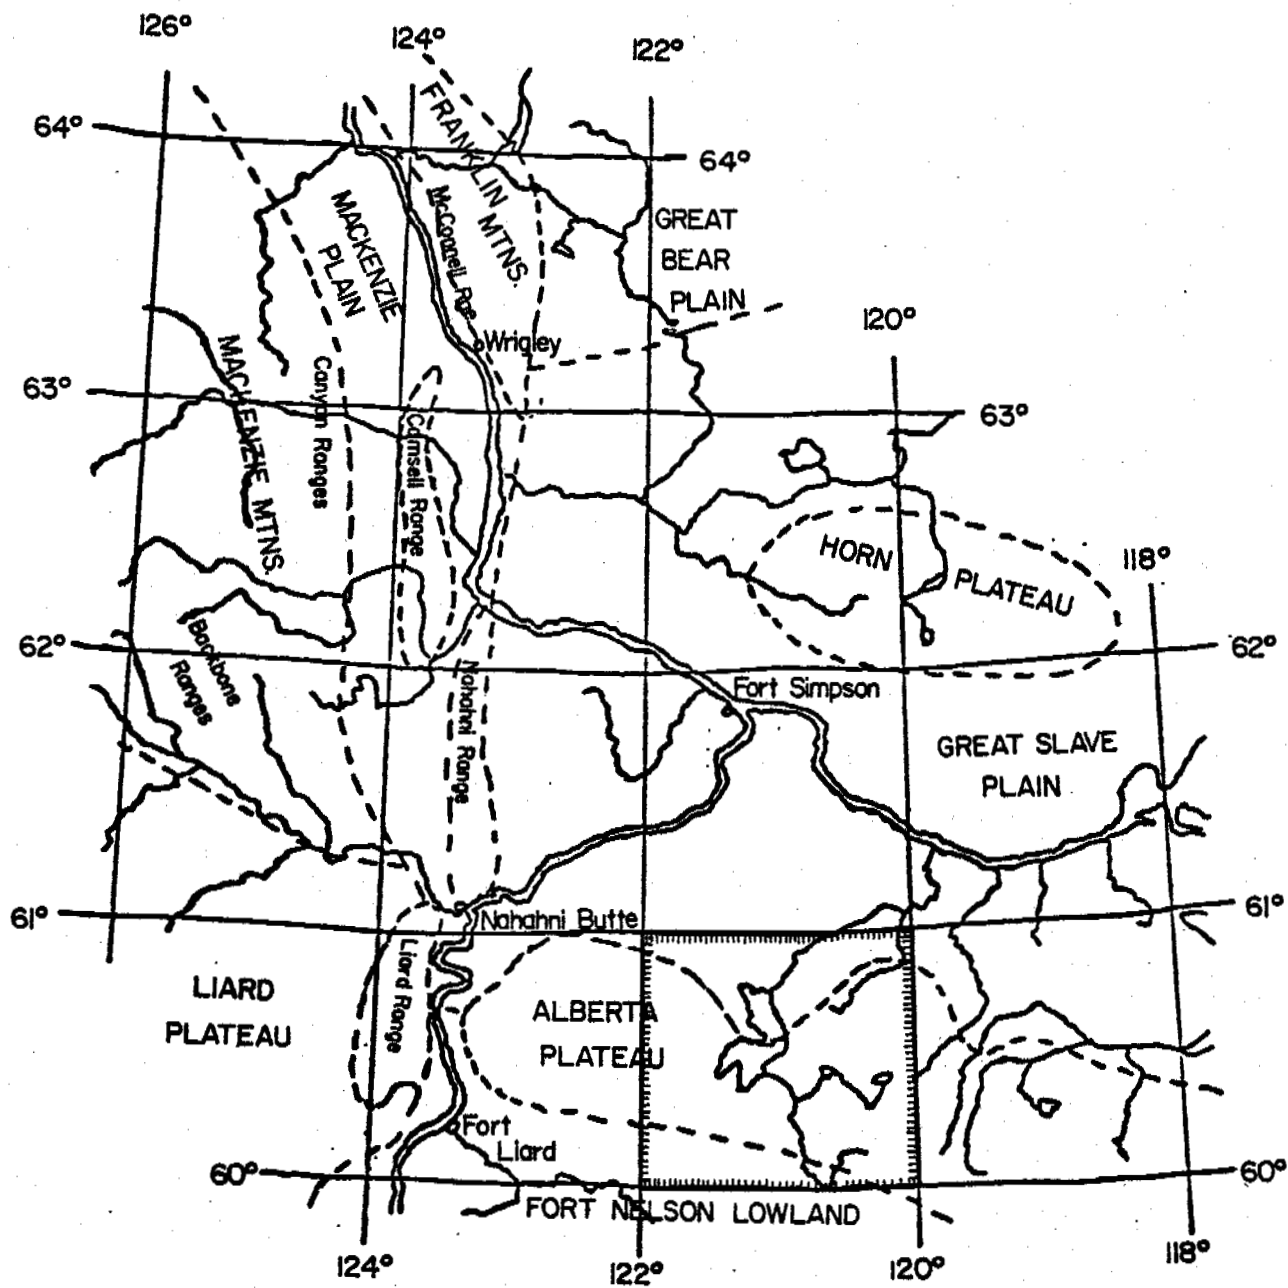 126°
124°
122°
64°
64°
FRANKLIN MTNS.
McConnell Rge
MACKENZIE
PLAIN
GREAT
BEAR
PLAIN
120°
Wrigley
63°
63°
MACKENZIE MTNS.
Canyon Ranges
Camsell Range
HORN
PLATEAU
118°
62°
62°
Backbone
Ranges
Nahahni Range
Fort Simpson
GREAT SLAVE
PLAIN
61°
61°
Nahahni Butte
LIARD
PLATEAU
Liard Range
ALBERTA
PLATEAU
Fort
Liard
60°
60°
FORT NELSON LOWLAND
124°
122°
120°
118°